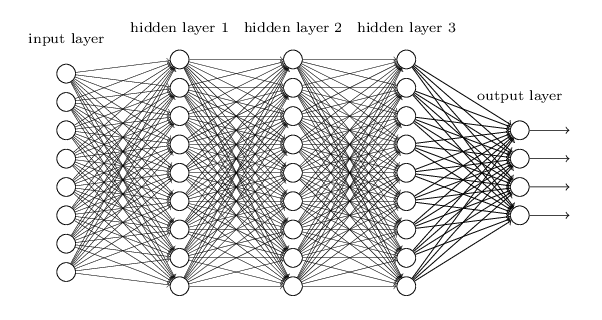 hidden layer 1 hidden layer 2 hidden layer 3
input layer
output layer